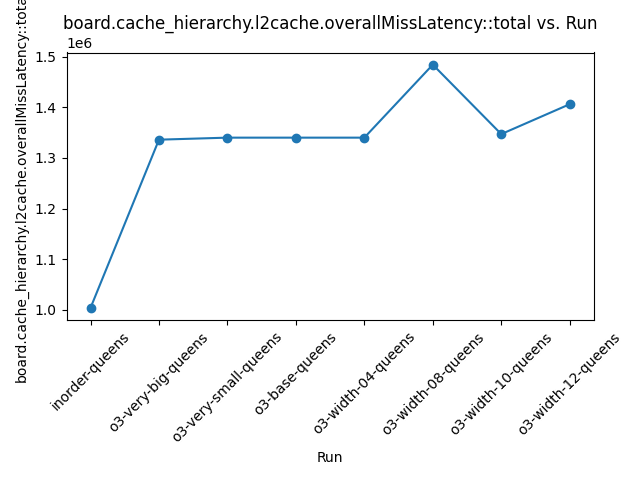 board.cache_hierarchy.l2cache.overallMissLatency::total vs. Run
1e6
1.5
1.4
1.3
1.2
1.1
1.0
board.cache_hierarchy.l2cache.overallMissLatency::tota
inorder-queens
o3-very-big-queens
o3-very-small-queens
o3-base-queens
o3-width-04-queens
o3-width-08-queens
o3-width-10-queens
o3-width-12-queens
Run